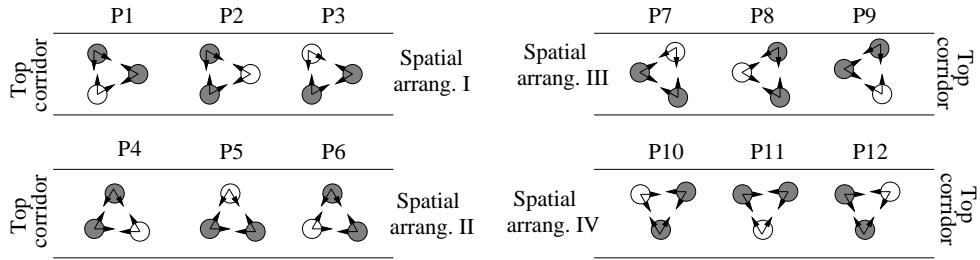 P1 P2 P3
Top
corridor
Spatial
arrang. I
P7 P8 P9
Spatial
arrang. III
Top
corridor
P4 P5 P6
Top
corridor
Spatial
arrang. II
P10 P11 P12
Spatial
arrang. IV
Top
corridor